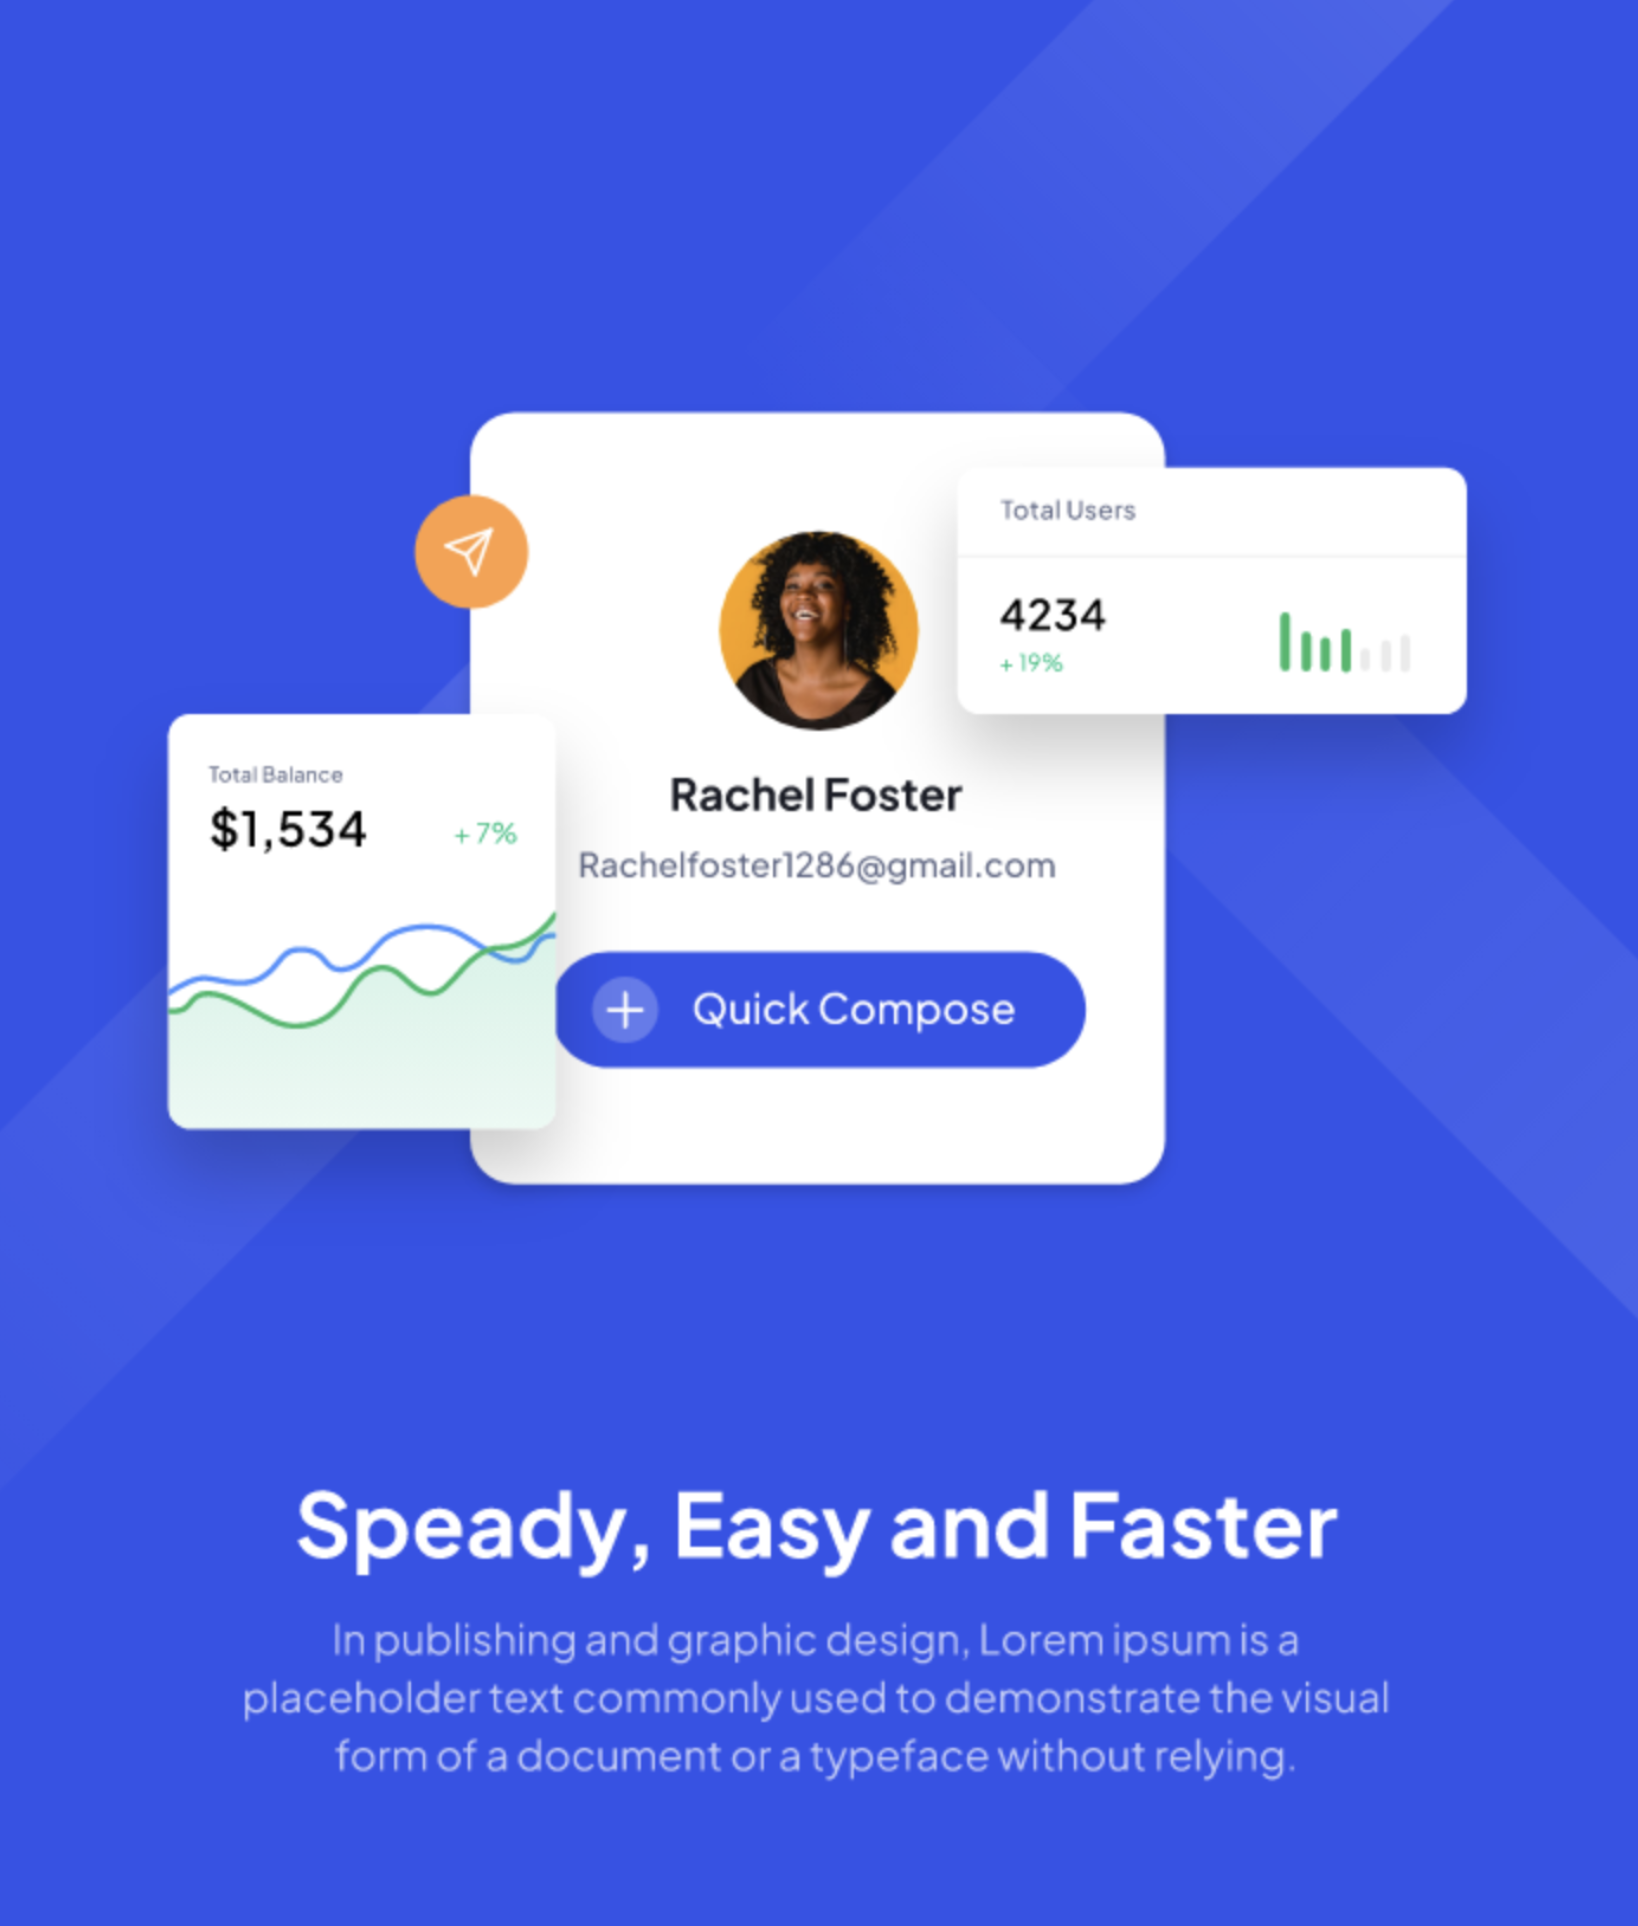 Total Users
4234
+ 19%
Total Balance
$1,534
+ 7%
Rachel Foster
Rachelfoster1286@gmail.com
Quick Compose
Speady, Easy and Faster
In publishing and graphic design, Lorem ipsum is a
placeholder text commonly used to demonstrate the visual
form of a document or a typeface without relying.